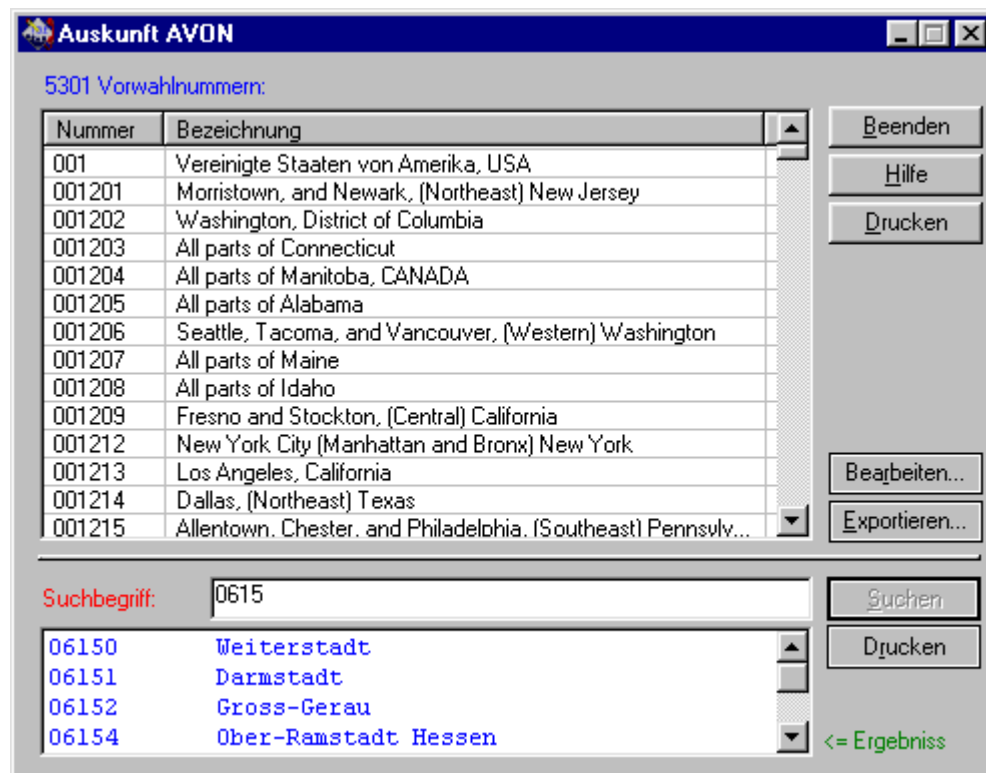 Auskunft AVON
5301 Vorwahlnummern:
Nummer Bezeichnung
001 Vereinigte Staaten von Amerika, USA
001201 Morristown, and Newark, (Northeast) New Jersey
001202 Washington, District of Columbia
001203 All parts of Connecticut
001204 All parts of Manitoba, CANADA
001205 All parts of Alabama
001206 Seattle, Tacoma, and Vancouver, (Western) Washington
001207 All parts of Maine
001208 All parts of Idaho
001209 Fresno and Stockton, (Central) California
001212 New York City (Manhattan and Bronx) New York
001213 Los Angeles, California
001214 Dallas, (Northeast) Texas
001215 Allentown, Chester, and Philadelphia, (Southeast) Pennsylv...
Beenden
Hilfe
Drucken
Bearbeiten...
Exportieren...
Suchbegriff: 0615
Suchen
06150 Weiterstadt
06151 Darmstadt
06152 Gross-Gerau
06154 Ober-Ramstadt Hessen
Drucken
<= Ergebniss